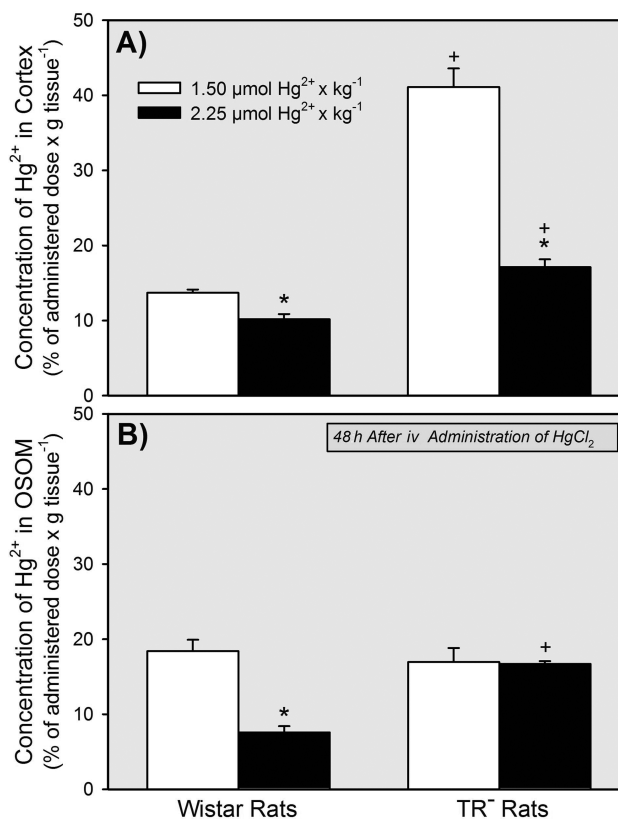 A)
Concentration of Hg²⁺ in Cortex
(% of administered dose x g tissue⁻¹)
50
40
30
20
10
0
1.50 µmol Hg²⁺ x kg⁻¹
2.25 µmol Hg²⁺ x kg⁻¹
+
+
*
*
B)
48 h After iv Administration of HgCl₂
Concentration of Hg²⁺ in OSOM
(% of administered dose x g tissue⁻¹)
50
40
30
20
10
0
*
+
Wistar Rats
TR⁻ Rats